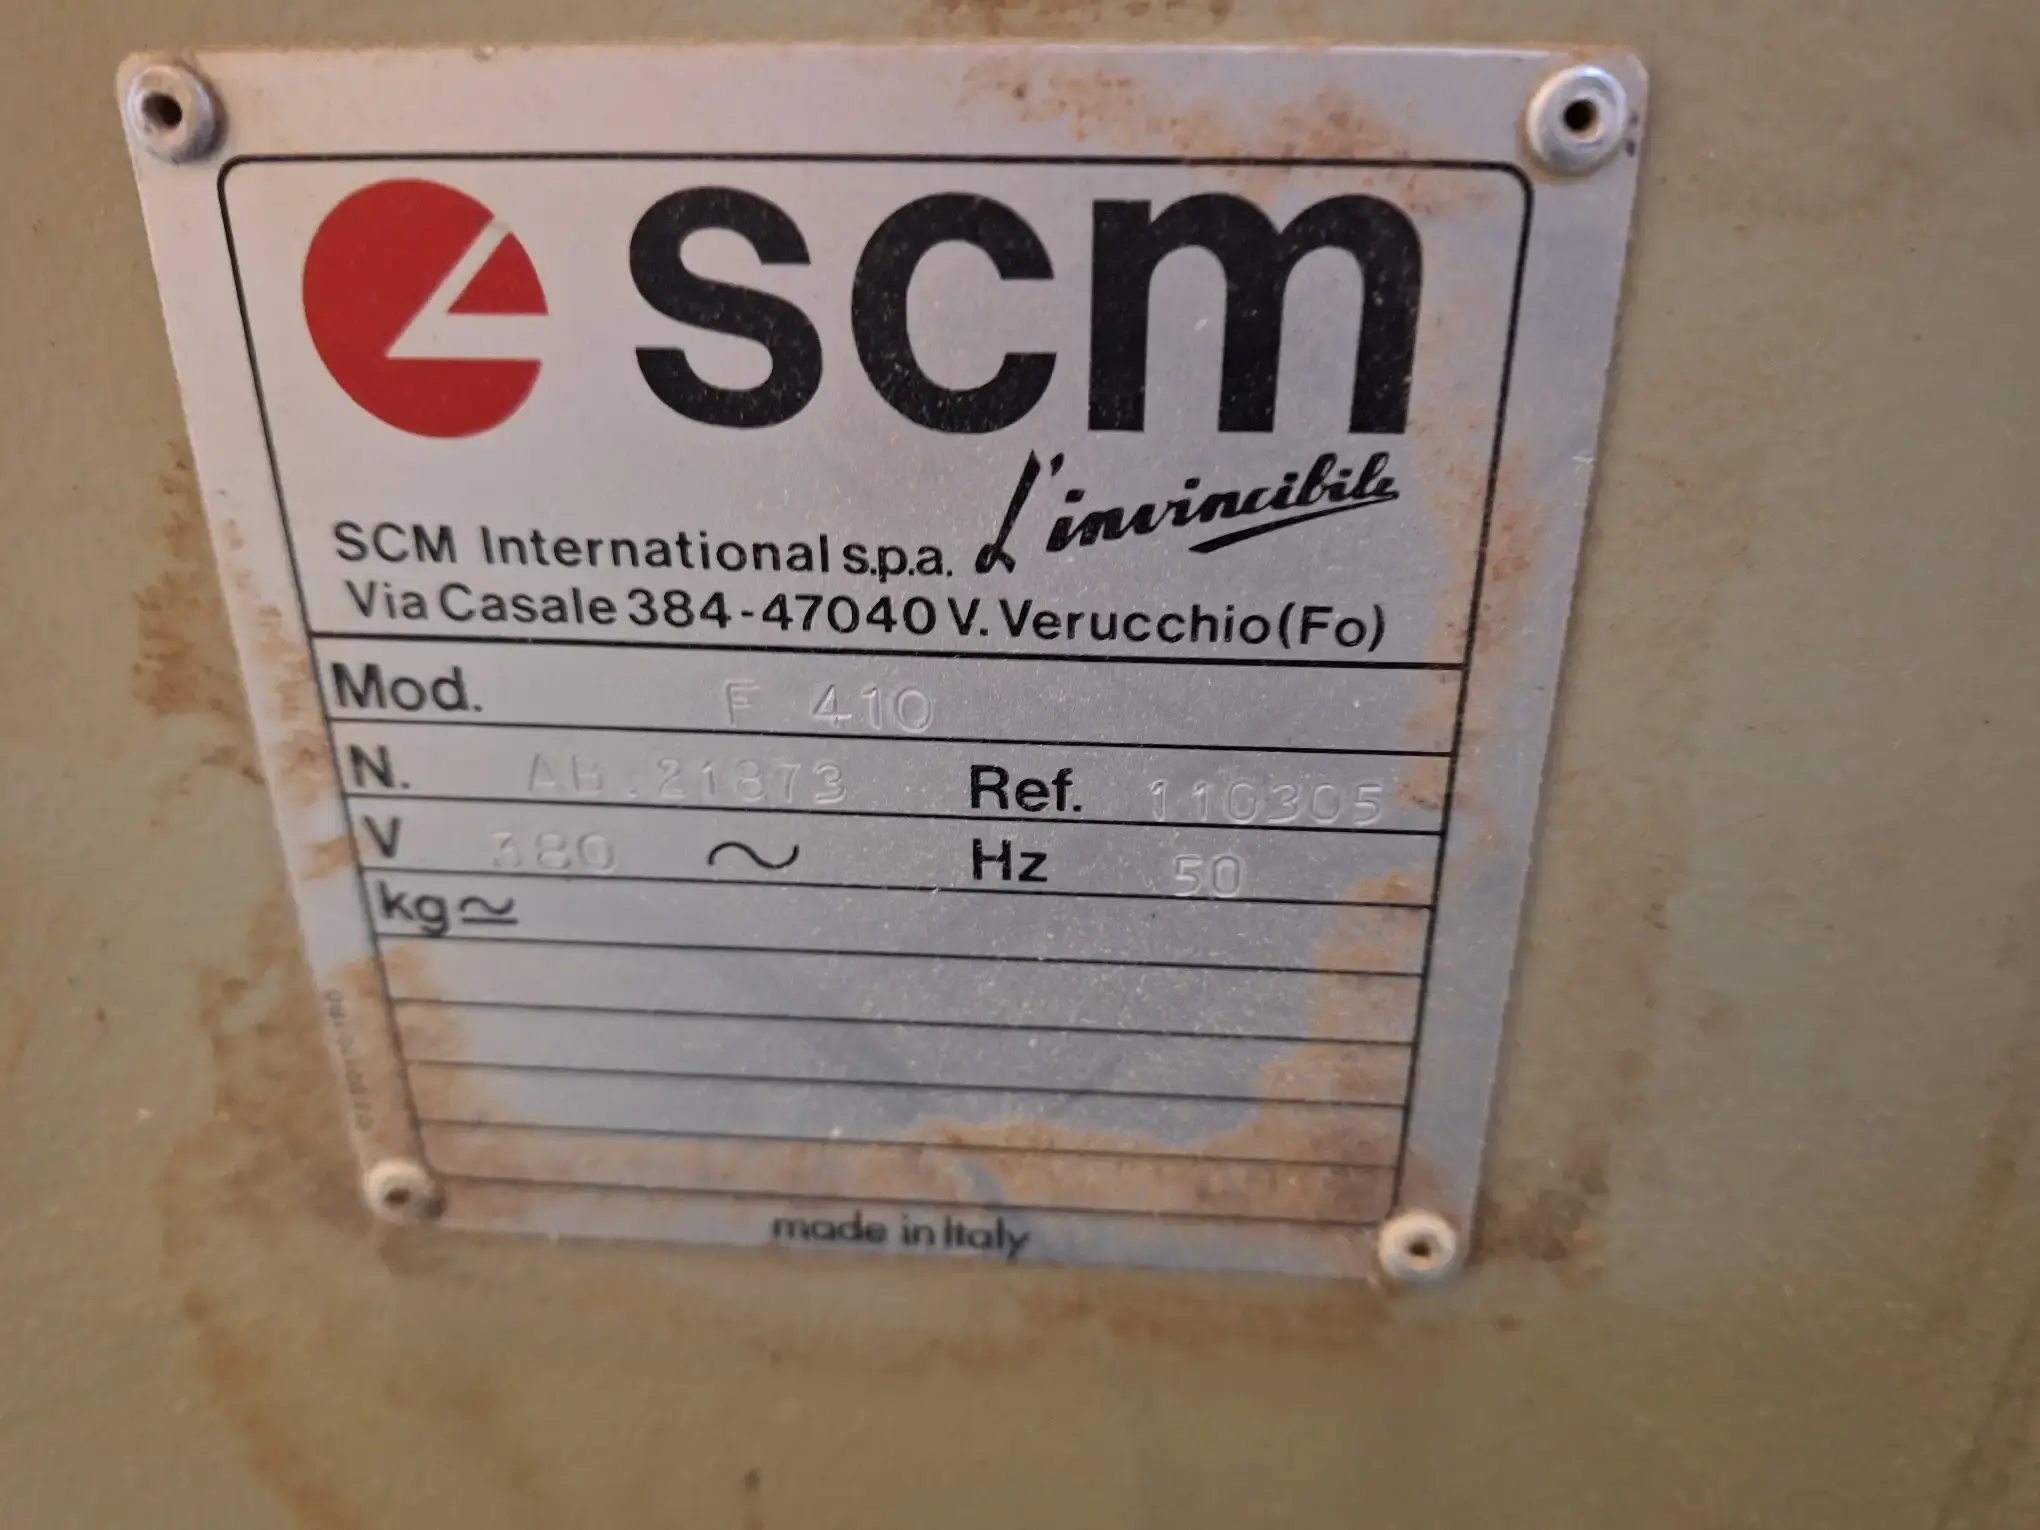 scm
L'invincibile
SCM International s.p.a.
Via Casale 384-47040 V. Verucchio (Fo)
Mod. F 410
N. AB.21873 Ref. 110305
V 380 ~ Hz 50
kg ≃
made in Italy